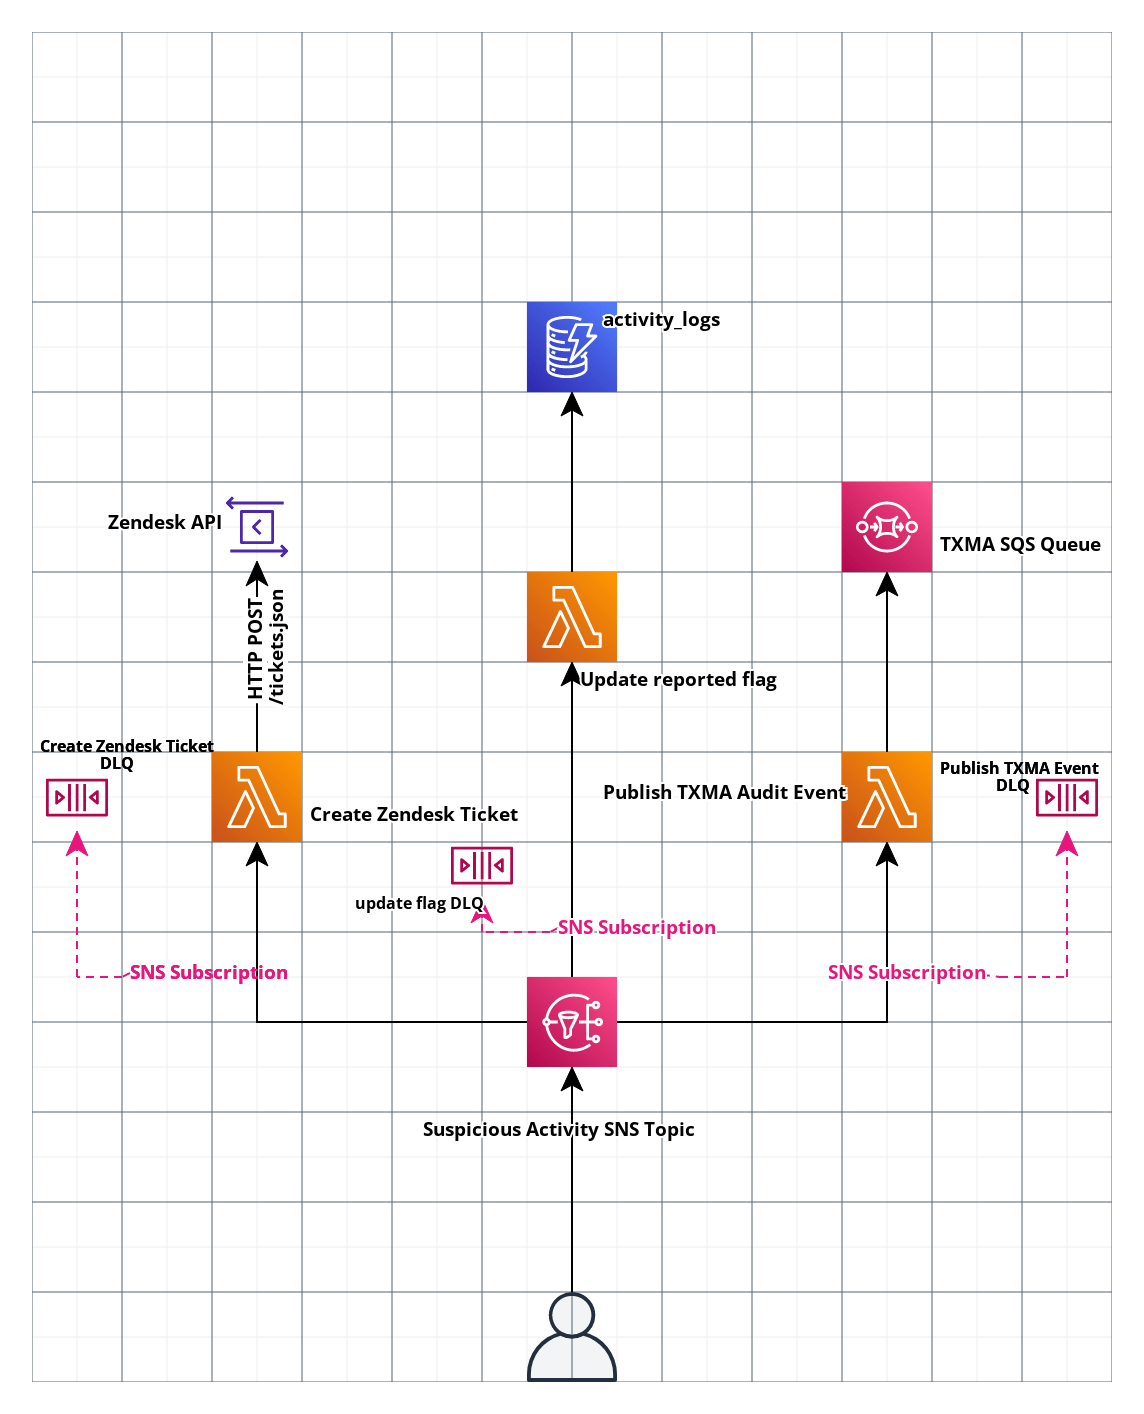 activity_logs
Zendesk API
TXMA SQS Queue
HTTP POST
/tickets.json
Update reported flag
Create Zendesk Ticket
DLQ
Publish TXMA Event
DLQ
Publish TXMA Audit Event
Create Zendesk Ticket
update flag DLQ
SNS Subscription
SNS Subscription
SNS Subscription
Suspicious Activity SNS Topic